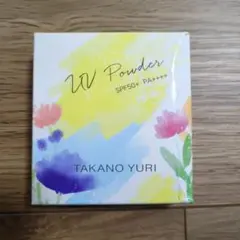 UV Powder
SPF50+ PA++++
TAKANO YURI